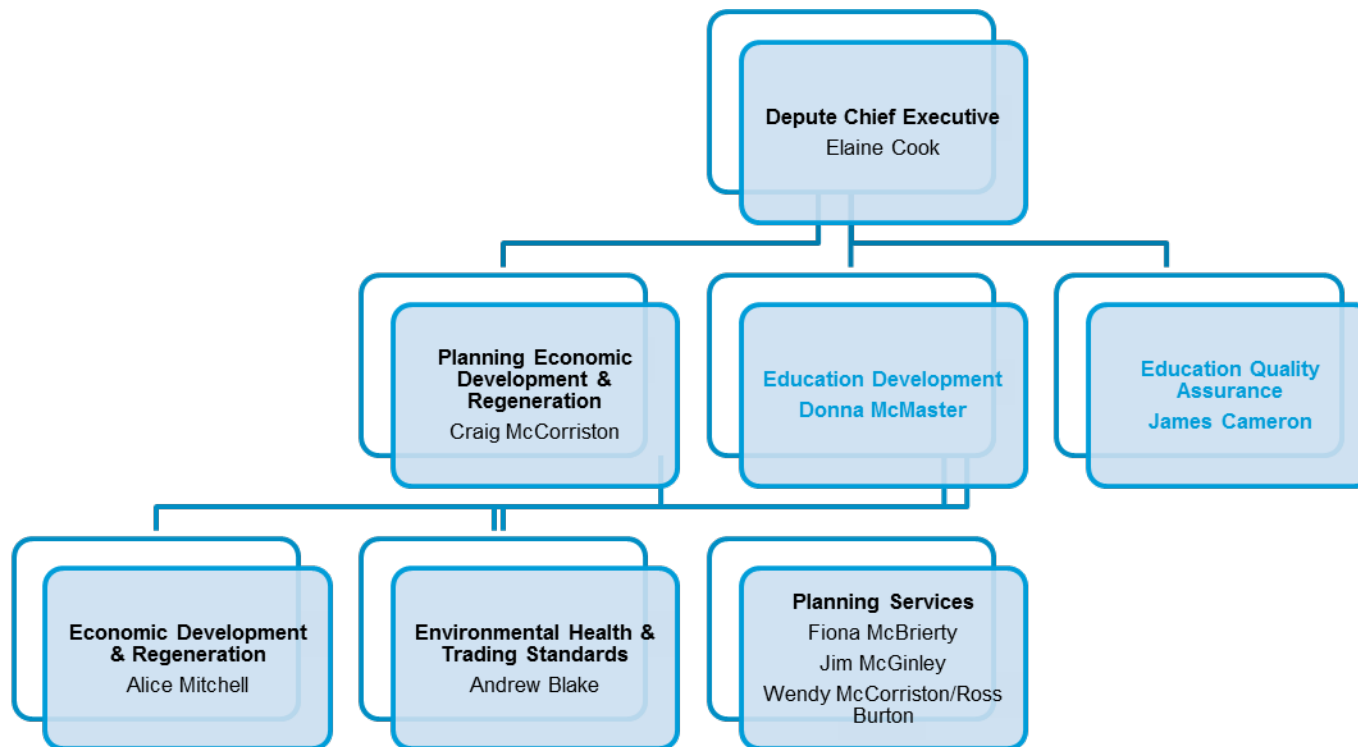 Depute Chief Executive
Elaine Cook
Planning Economic
Development &
Regeneration
Craig McCorriston
Education Development
Donna McMaster
Education Quality
Assurance
James Cameron
Economic Development
& Regeneration
Alice Mitchell
Environmental Health &
Trading Standards
Andrew Blake
Planning Services
Fiona McBrierty
Jim McGinley
Wendy McCorriston/Ross
Burton